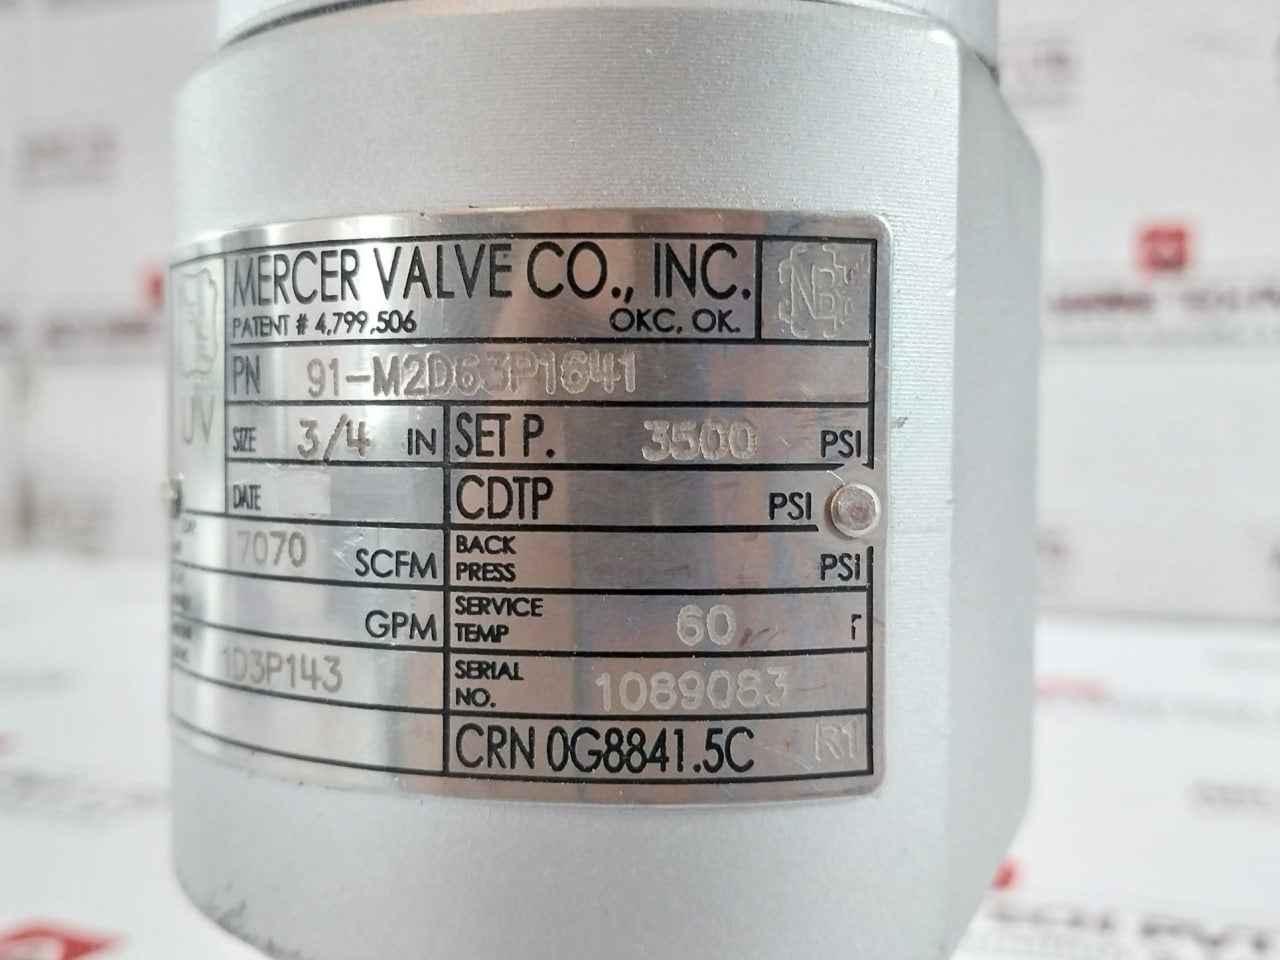 MERCER VALVE CO., INC.
PATENT # 4,799,506 OKC, OK.
NB
UV
PN 91-M2D63P1641
SIZE 3/4 IN SET P. 3500 PSI
DATE CDTP PSI
7070 SCFM BACK PRESS PSI
GPM SERVICE TEMP 60
1D3P143 SERIAL NO. 1089083
CRN 0G8841.5C R1